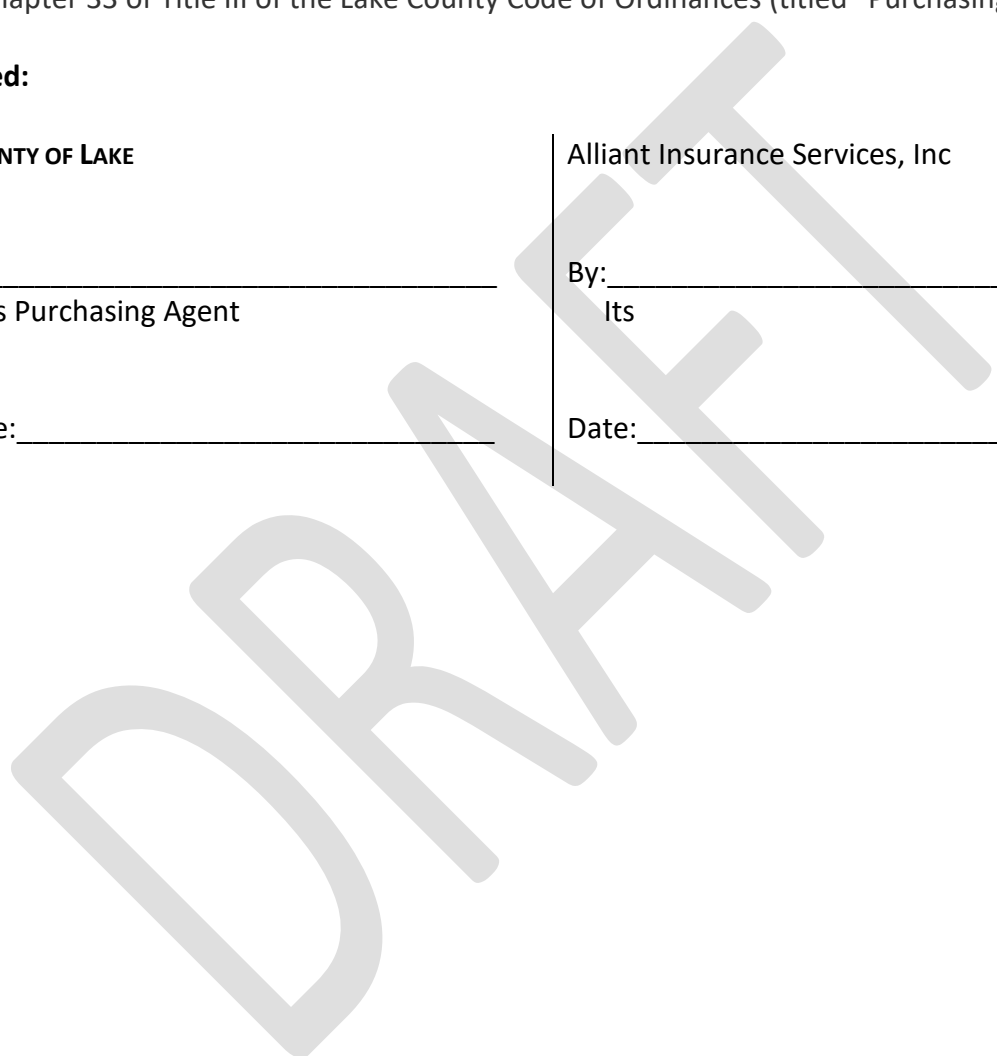 hapter 33 of Title III of the Lake County Code of Ordinances (titled "Purchasing
ed:
NTY OF LAKE
Alliant Insurance Services, Inc
By:
s Purchasing Agent
Its
e:
Date:
DRAFT